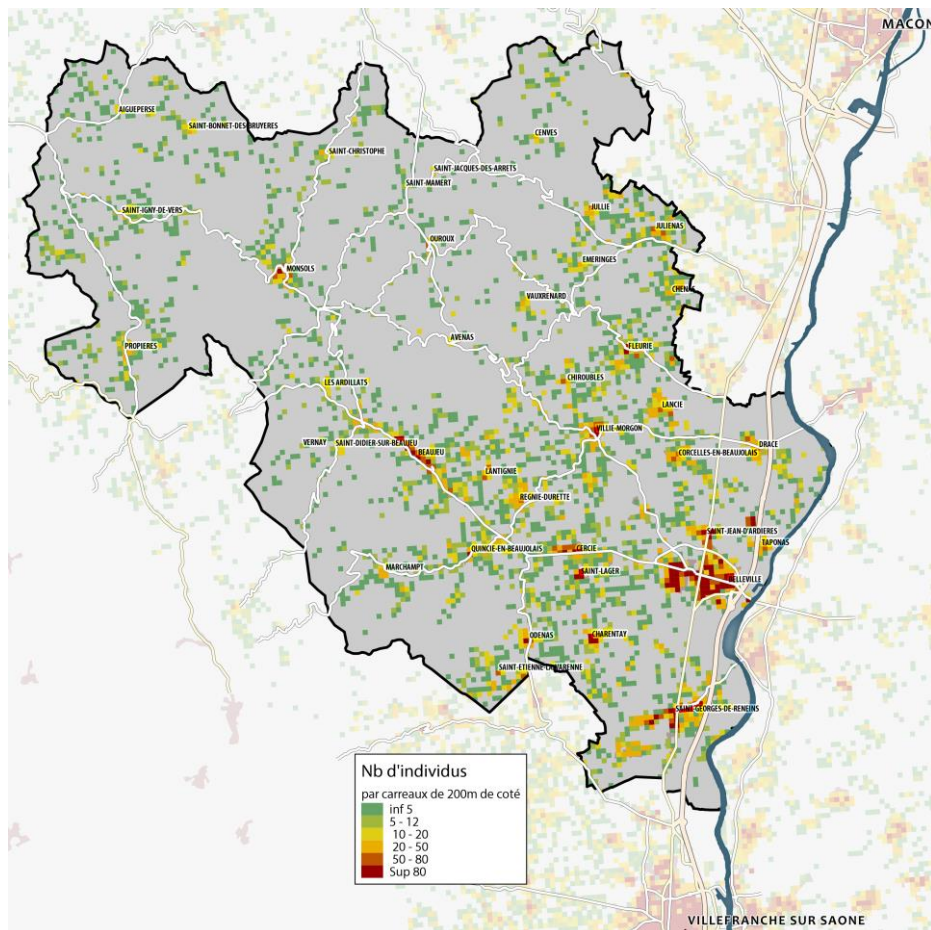 MACON
AIGUEPERSE
SAINT-BONNET-DES-BRUYERES
CENVES
SAINT-CHRISTOPHE
SAINT-JACQUES-DES-ARRETS
SAINT-MAMERT
JULLIE
SAINT-IGNY-DE-VERS
JULIENAS
OUROUX
EMERINGES
MONSOLS
CHENAS
VAUXRENARD
AVENAS
PROPIERES
FLEURIE
CHIROUBLES
LES ARDILLATS
LANCIE
VILLIE-MORGON
VERNAY
SAINT-DIDIER-SUR-BEAUJEU
DRACE
BEAUJEU
CORCELLES-EN-BEAUJOLAIS
LANTIGNIE
REGNIE-DURETTE
SAINT-JEAN-D'ARDIERES
TAPONAS
QUINCIE-EN-BEAUJOLAIS
CERCIE
MARCHAMPT
SAINT-LAGER
BELLEVILLE
ODENAS
CHARENTAY
SAINT-ETIENNE-LA-VARENNE
SAINT-GEORGES-DE-RENEINS
Nb d'individus
par carreaux de 200m de coté
inf 5
5 - 12
10 - 20
20 - 50
50 - 80
Sup 80
VILLEFRANCHE SUR SAONE